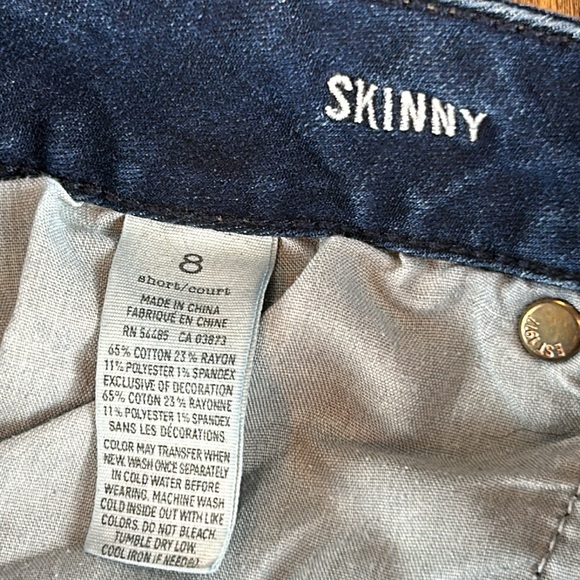 SKINNY
8
short/court
MADE IN CHINA
FABRIQUÉ EN CHINE
RN 54485 CA 03873
65% COTTON 23% RAYON
11% POLYESTER 1% SPANDEX
EXCLUSIVE OF DECORATION
65% COTON 23% RAYONNE
11% POLYESTER 1% SPANDEX
SANS LES DÉCORATIONS
COLOR MAY TRANSFER WHEN
NEW. WASH ONCE SEPARATELY
IN COLD WATER BEFORE
WEARING. MACHINE WASH
COLD INSIDE OUT WITH LIKE
COLORS. DO NOT BLEACH.
TUMBLE DRY LOW.
COOL IRON IF NEEDED.